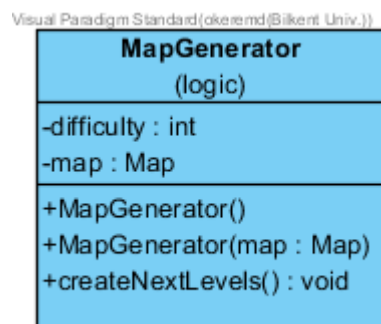 Visual Paradigm Standard(okeremd(Bilkent Univ.))
MapGenerator
(logic)
-difficulty : int
-map : Map
+MapGenerator()
+MapGenerator(map : Map)
+createNextLevels() : void